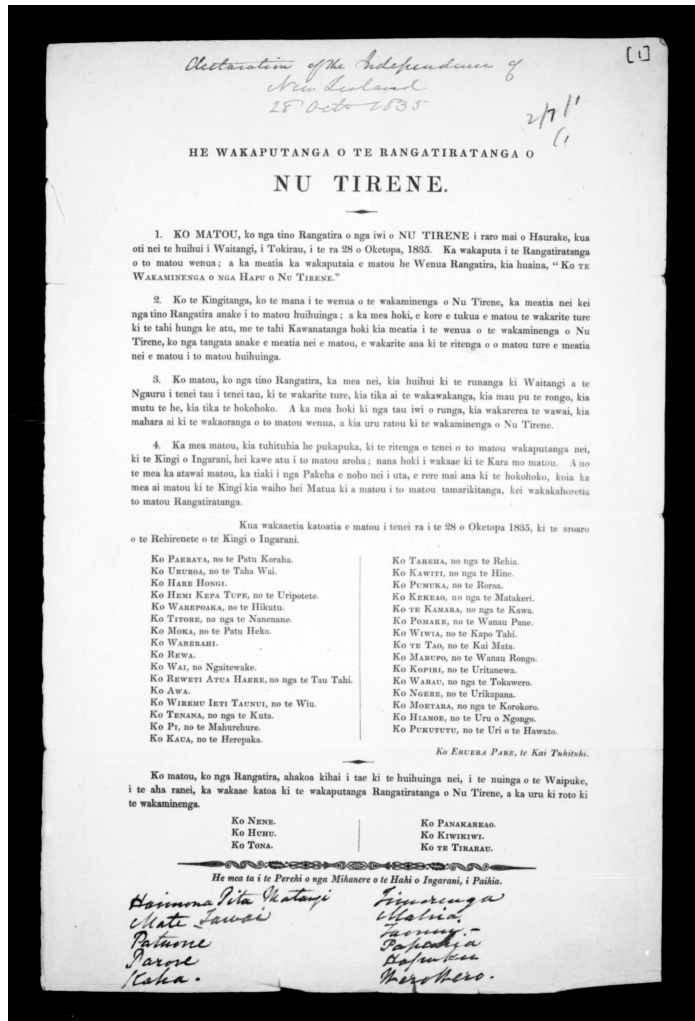 Declaration of the Independence of
New Zealand
28 Octr 1835
[1]
HE WAKAPUTANGA O TE RANGATIRATANGA O
NU TIRENE.
1. KO MATOU, ko nga tino Rangatira o nga iwi o NU TIRENE i raro mai o Haurake, kua
oti nei te huihui i Waitangi, i Tokirau, i te ra 28 o Oketopa, 1835. Ka wakaputa i te Rangatiratanga
o to matou wenua; a ka meatia ka wakaputaia e matou he Wenua Rangatira, kia huaina, “Ko te
Wakaminenga o nga Hapu o Nu Tirene.”
2. Ko te Kingitanga, ko te mana i te wenua o te wakaminenga o Nu Tirene, ka meatia nei kei
nga tino Rangatira anake i to matou huihuinga; a ka mea hoki, e kore e tukua e matou te wakarite ture
ki te tahi hunga ke atu, me te tahi Kawanatanga hoki kia meatia i te wenua o te wakaminenga o Nu
Tirene, ko nga tangata anake e meatia nei e matou, e wakarite ana ki te ritenga o o matou ture e meatia
nei e matou i to matou huihuinga.
3. Ko matou, ko nga tino Rangatira, ka mea nei, kia huihui ki te runanga ki Waitangi a te
Ngauru i tenei tau i tenei tau, ki te wakarite ture, kia tika ai te wakawakanga, kia mau pu te rongo, kia
mutu te he, kia tika te hokohoko. A ka mea hoki ki nga tau iwi o runga, kia wakarerea te wawai, kia
mahara ai ki te wakaoranga o to matou wenua, a kia uru ratou ki te wakaminenga o Nu Tirene.
4. Ka mea matou, kia tuhituhia he pukapuka, ki te ritenga o tenei o to matou wakaputanga nei,
ki te Kingi o Ingarani, hei kawe atu i to matou aroha; nana hoki i wakaae ki te Kara mo matou. A no
te mea ka atawai matou, ka tiaki i nga Pakeha e noho nei i uta, e rere mai ana ki te hokohoko, koia ka
mea ai matou ki te Kingi kia waiho hei Matua ki a matou i to matou tamarikitanga, kei wakakahoretia
to matou Rangatiratanga.
Kua wakaaetia katoatia e matou i tenei ra i te 28 o Oketopa 1835, ki te aroaro
o te Rehirenete o te Kingi o Ingarani.
Ko Paerata, no te Patu Koraha.
Ko Ururoa, no te Taha Wai.
Ko Hare Hongi.
Ko Hemi Kepa Tupe, no te Uripotete.
Ko Warepoaka, no te Hikutu.
Ko Titore, no nga te Nanenane.
Ko Moka, no te Patu Heka.
Ko Warerahi.
Ko Rewa.
Ko Wai, no Ngaitewake.
Ko Reweti Atua Haere, no nga te Tau Tahi.
Ko Awa.
Ko Wiremu Ieti Taunui, no te Wiu.
Ko Tenana, no te Kuta.
Ko Pi, no te Mahurehure.
Ko Kaua, no te Herepaka.
Ko Tareha, no nga te Rehia.
Ko Kawiti, no nga te Hine.
Ko Pumuka, no te Roroa.
Ko Kekeao, no nga te Matakeri.
Ko te Kamara, no nga te Kawa.
Ko Pomare, no te Wanau Pane.
Ko Wiwia, no te Kapo Tahi.
Ko te Tao, no te Kai Mata.
Ko Marupo, no te Wanau Rongo.
Ko Kopiri, no te Uritanewa.
Ko Warau, no nga te Tokawero.
Ko Ngere, no te Urikapana.
Ko Moetara, no nga te Korokoro.
Ko Hiamoe, no te Uru o Ngongo.
Ko Pukututu, no te Uri o te Hawato.
Ko Eruera Pare, te Kai Tuhituhi.
Ko matou, ko nga Rangatira, ahakoa kihai i tae ki te huihuinga nei, i te nuinga o te Waipuke,
i te aha ranei, ka wakaae katoa ki te wakaputanga Rangatiratanga o Nu Tirene, a ka uru ki roto ki
te wakaminenga.
Ko Nene.
Ko Huhu.
Ko Tona.
Ko Panakareao.
Ko Kiwikiwi.
Ko te Tirarau.
He mea ta i te Perehi o nga Mihanere o te Hahi o Ingarani, i Paihia.
Haimona Pita Matangi
Mate Tawai
Patuone
Parore
Kaha.
Timorenga
Mahia.
Papahia
Hapuku
WeroWero.